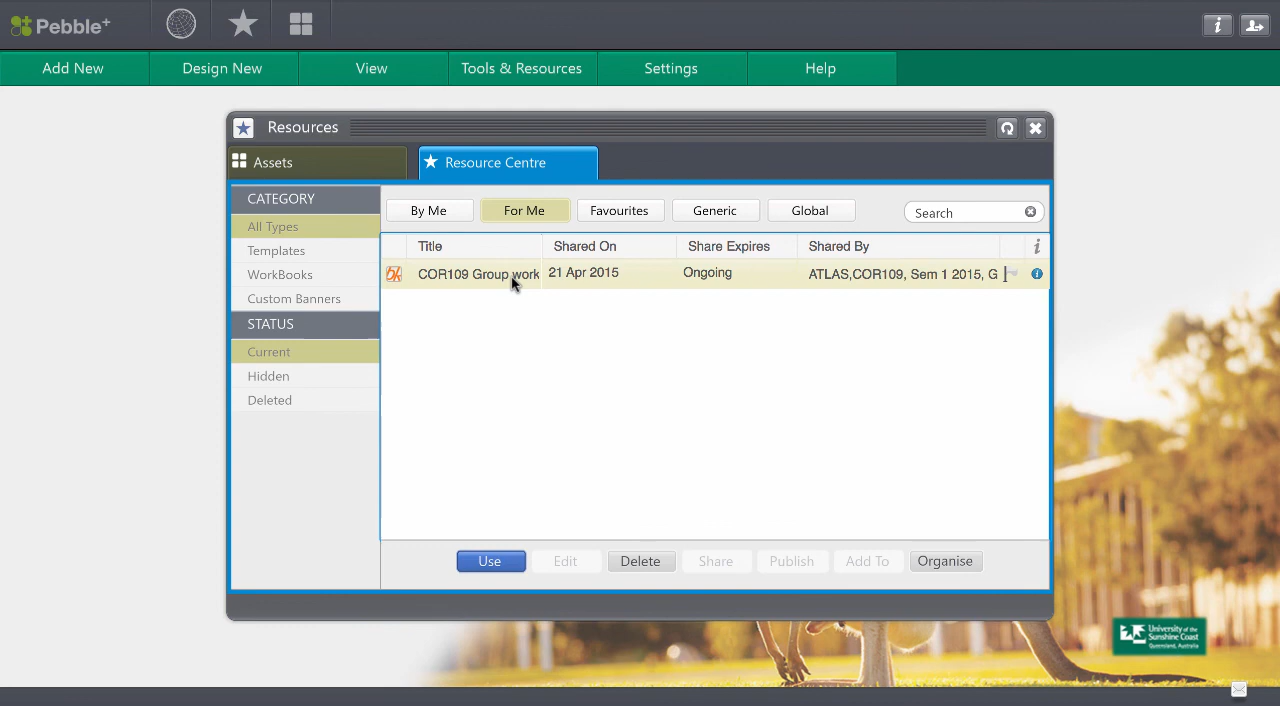 Pebble+
Add New
Design New
View
Tools & Resources
Settings
Help
Resources
Assets
Resource Centre
CATEGORY
All Types
Templates
WorkBooks
Custom Banners
STATUS
Current
Hidden
Deleted
By Me
For Me
Favourites
Generic
Global
Search
Title
Shared On
Share Expires
Shared By
i
COR109 Group work
21 Apr 2015
Ongoing
ATLAS,COR109, Sem 1 2015, G
Use
Edit
Delete
Share
Publish
Add To
Organise
University of the
Sunshine Coast
Queensland, Australia